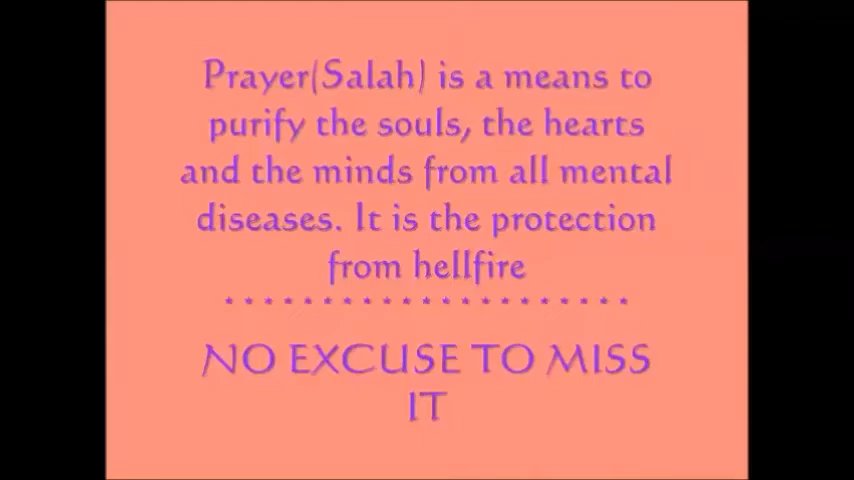 Prayer(Salah) is a means to
purify the souls, the hearts
and the minds from all mental
diseases. It is the protection
from hellfire
. . . . . . . . . . . . . . . . . . . . .
NO EXCUSE TO MISS
IT